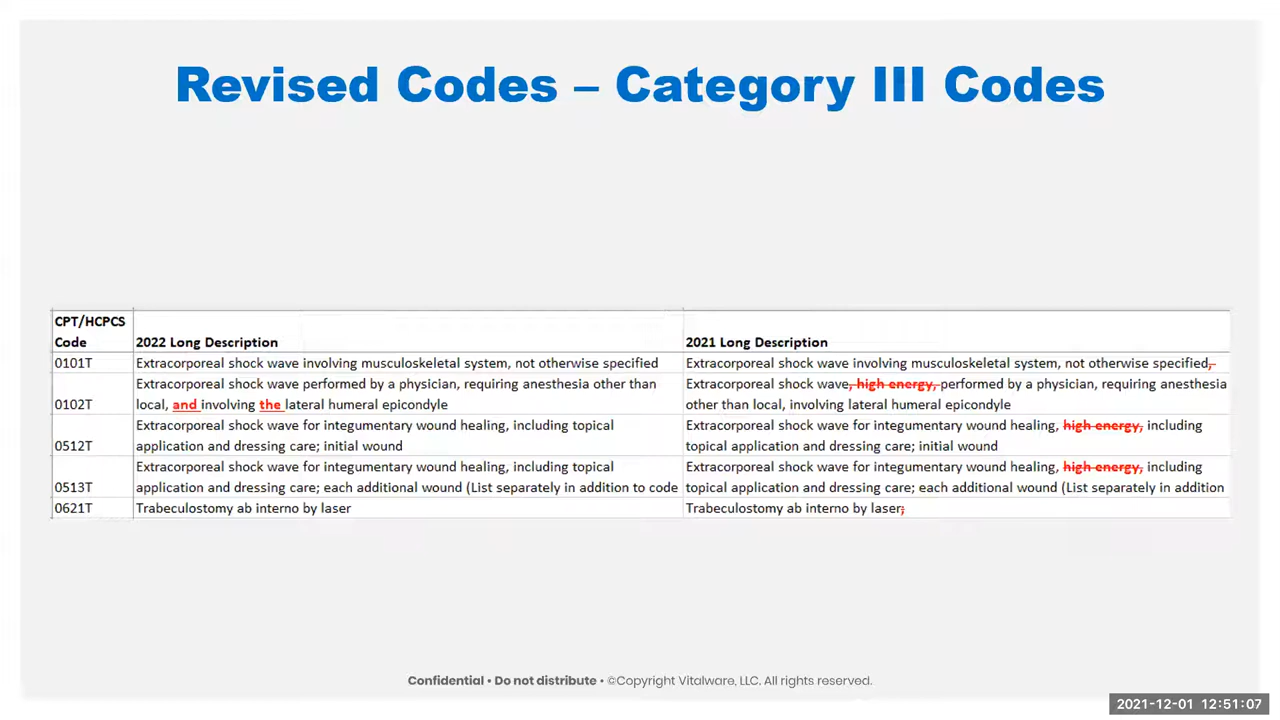 Revised Codes – Category III Codes
CPT/HCPCS
Code 2022 Long Description 2021 Long Description
0101T Extracorporeal shock wave involving musculoskeletal system, not otherwise specified Extracorporeal shock wave involving musculoskeletal system, not otherwise specified,
Extracorporeal shock wave performed by a physician, requiring anesthesia other than Extracorporeal shock wave, high energy, performed by a physician, requiring anesthesia
0102T local, and involving the lateral humeral epicondyle other than local, involving lateral humeral epicondyle
Extracorporeal shock wave for integumentary wound healing, including topical Extracorporeal shock wave for integumentary wound healing, high energy, including
0512T application and dressing care; initial wound topical application and dressing care; initial wound
Extracorporeal shock wave for integumentary wound healing, including topical Extracorporeal shock wave for integumentary wound healing, high energy, including
0513T application and dressing care; each additional wound (List separately in addition to code topical application and dressing care; each additional wound (List separately in addition
0621T Trabeculostomy ab interno by laser Trabeculostomy ab interno by laser;
Confidential • Do not distribute • ©Copyright Vitalware, LLC. All rights reserved.
2021-12-01 12:51:07